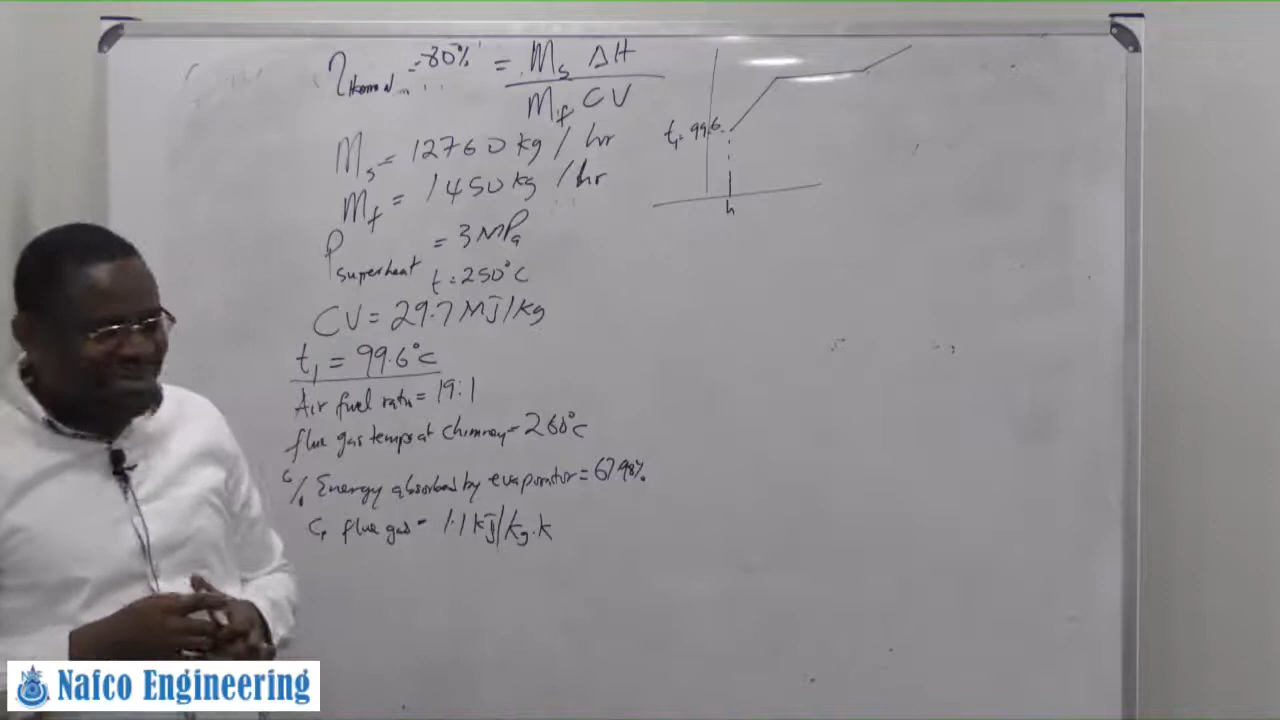 η thermal = 80% = Ms ΔH
Mf CV
Ms = 12760 kg / hr
Mf = 1450 kg / hr
P superheat = 3 MPa
t = 250°C
CV = 29.7 MJ/kg
t1 = 99.6°C
Air fuel ratio = 19:1
flue gas temps at chimney = 260°C
% Energy absorbed by evaporator = 67.98%
Cp flue gas = 1.1 kJ/kg.k
t1 = 99.6
h
Nafco Engineering